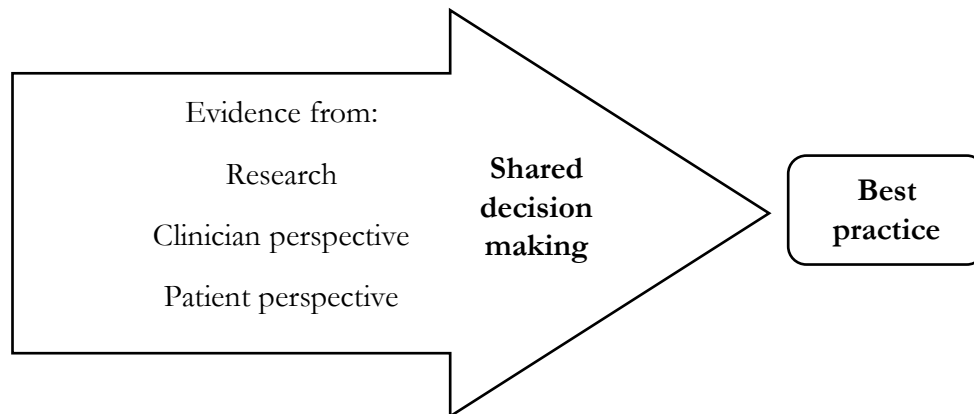 Evidence from:
Research
Clinician perspective
Patient perspective
Shared
decision
making
Best
practice